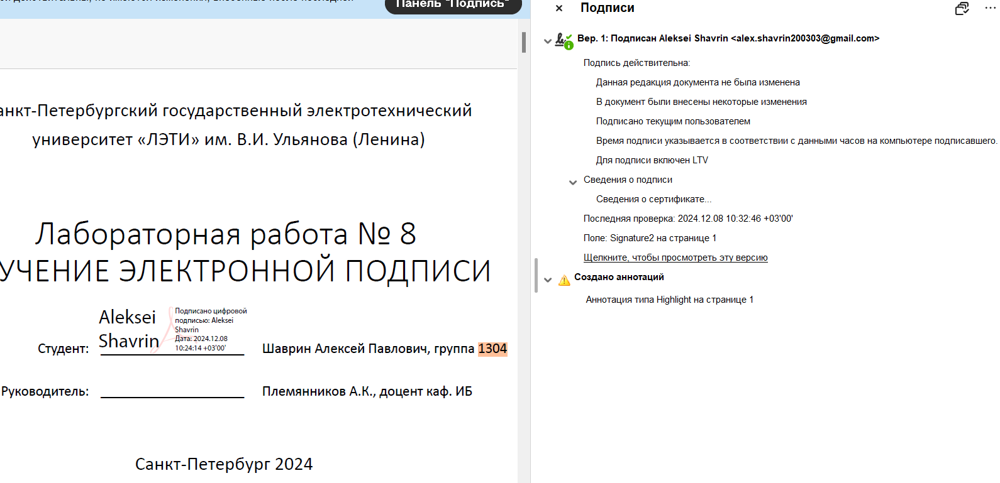 Панель "Подпись"
анкт-Петербургский государственный электротехнический
университет «ЛЭТИ» им. В.И. Ульянова (Ленина)
Лабораторная работа № 8
УЧЕНИЕ ЭЛЕКТРОННОЙ ПОДПИСИ
Aleksei
Shavrin
Подписано цифровой
подписью: Aleksei
Shavrin
Дата: 2024.12.08
10:24:14 +03'00'
Студент:
Шаврин Алексей Павлович, группа 1304
Руководитель:
Племянников А.К., доцент каф. ИБ
Санкт-Петербург 2024
Подписи
Вер. 1: Подписан Aleksei Shavrin <alex.shavrin200303@gmail.com>
Подпись действительна:
Данная редакция документа не была изменена
В документ были внесены некоторые изменения
Подписано текущим пользователем
Время подписи указывается в соответствии с данными часов на компьютере подписавшего.
Для подписи включен LTV
Сведения о подписи
Сведения о сертификате...
Последняя проверка: 2024.12.08 10:32:46 +03'00'
Поле: Signature2 на странице 1
Щелкните, чтобы просмотреть эту версию
Создано аннотаций
Аннотация типа Highlight на странице 1